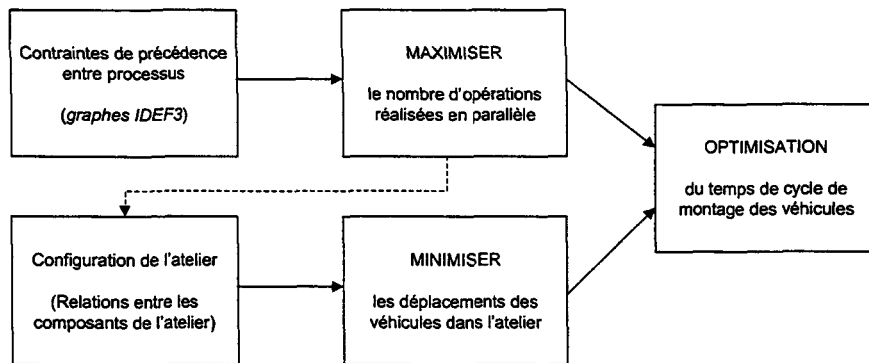 Contraintes de précédence
entre processus
(graphes IDEF3)
MAXIMISER
le nombre d'opérations
réalisées en parallèle
OPTIMISATION
du temps de cycle de
montage des véhicules
Configuration de l'atelier
(Relations entre les
composants de l'atelier)
MINIMISER
les déplacements des
véhicules dans l'atelier